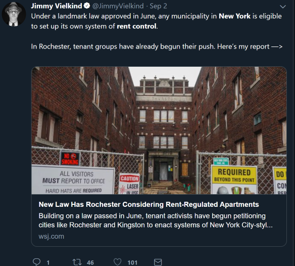 Jimmy Vielkind @JimmyVielkind · Sep 2
Under a landmark law approved in June, any municipality in New York is eligible
to set up its own system of rent control.
In Rochester, tenant groups have already begun their push. Here's my report —>
ALL VISITORS
MUST REPORT TO OFFICE
HARD HATS ARE REQUIRED
CAUTION
REQUIRED
BEYOND THIS POINT
New Law Has Rochester Considering Rent-Regulated Apartments
Building on a law passed in June, tenant activists have begun petitioning
cities like Rochester and Kingston to enact systems of New York City-styl...
wsj.com
1 46 101